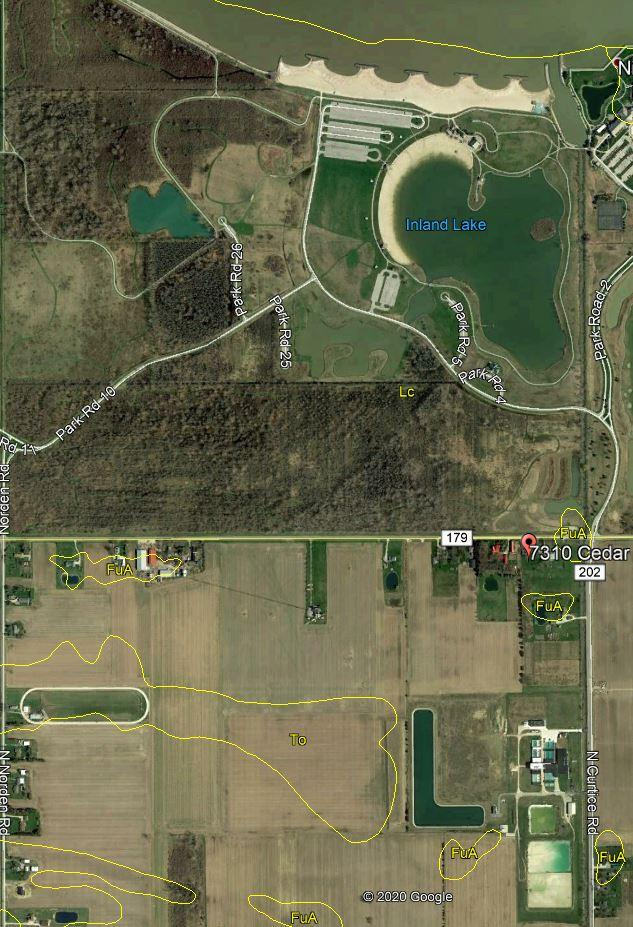 Ni
Inland Lake
Park Rd 26
Park Rd 25
Park Rd 5
Park Road 2
Park Rd 4
Park Rd 10
Lc
Rd 11
Norden Rd
179
FuA
7310 Cedar
202
FuA
FuA
To
N Norden Rd
N Curtice Rd
FuA
FuA
© 2020 Google
FuA